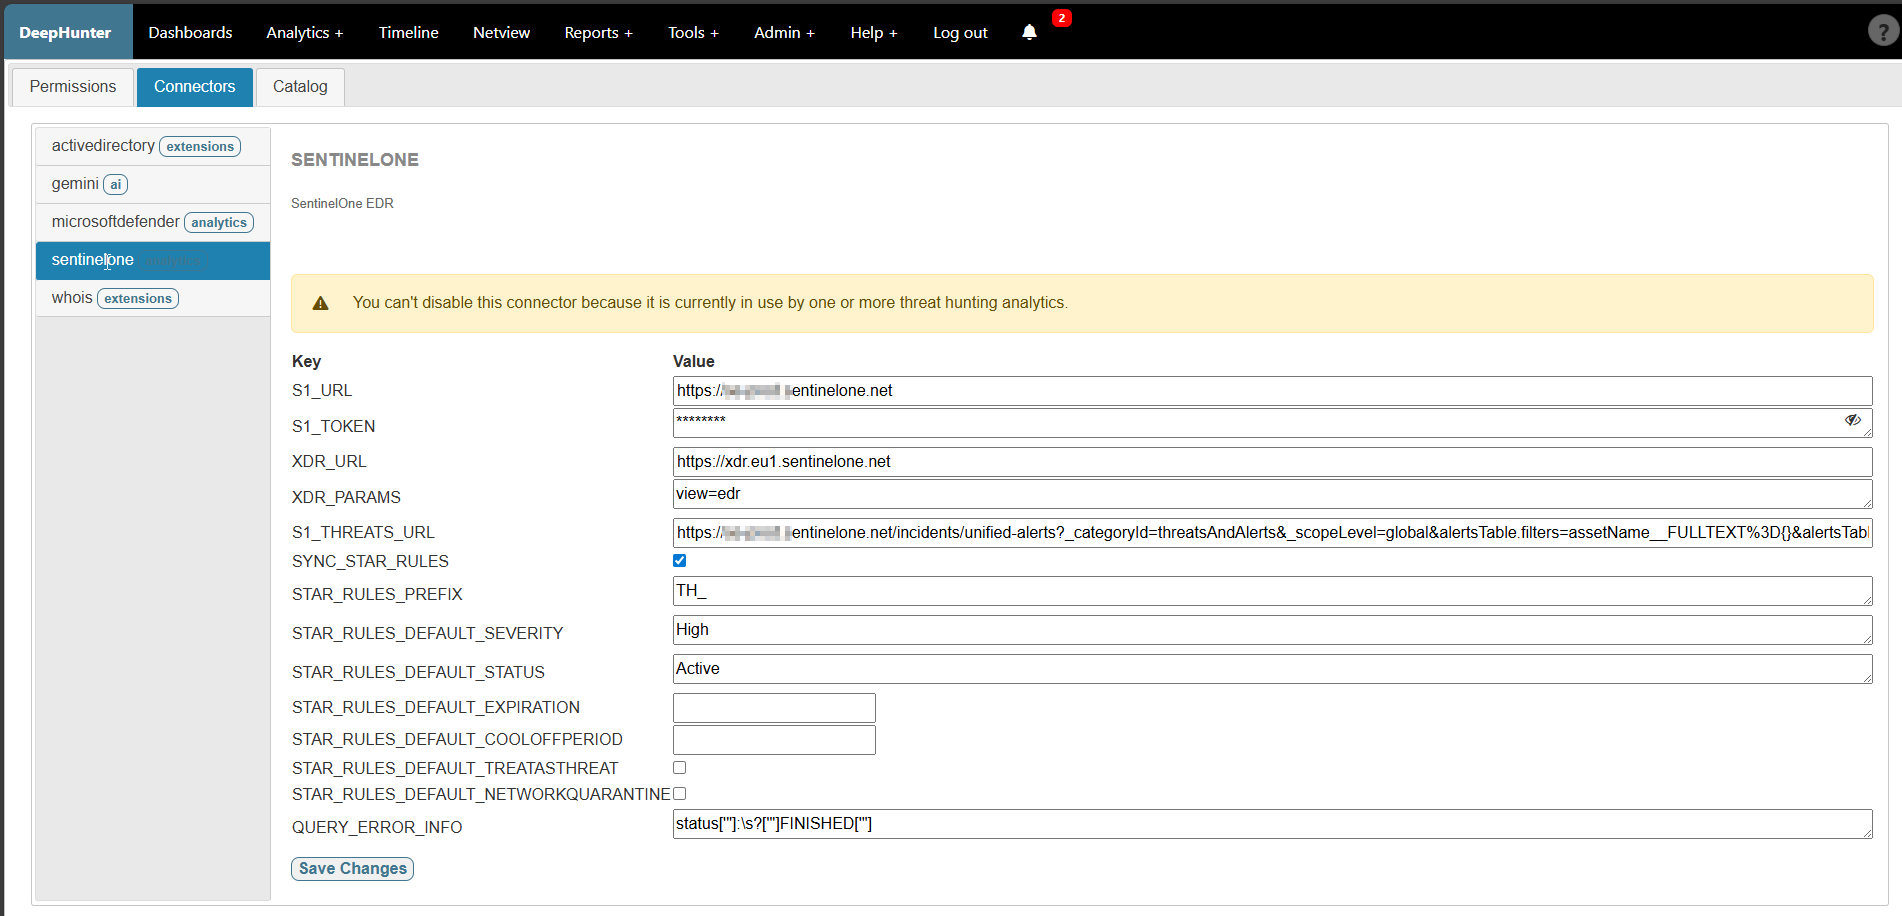 DeepHunter Dashboards Analytics + Timeline Netview Reports + Tools + Admin + Help + Log out 2 ?
Permissions Connectors Catalog
activedirectory extensions
gemini ai
microsoftdefender analytics
sentinelone analytics
whois extensions
SENTINELONE
SentinelOne EDR
You can't disable this connector because it is currently in use by one or more threat hunting analytics.
Key Value
S1_URL https://entinelone.net
S1_TOKEN ********
XDR_URL https://xdr.eu1.sentinelone.net
XDR_PARAMS view=edr
S1_THREATS_URL https://entinelone.net/incidents/unified-alerts?_categoryId=threatsAndAlerts&_scopeLevel=global&alertsTable.filters=assetName__FULLTEXT%3D{}&alertsTabl
SYNC_STAR_RULES
STAR_RULES_PREFIX TH_
STAR_RULES_DEFAULT_SEVERITY High
STAR_RULES_DEFAULT_STATUS Active
STAR_RULES_DEFAULT_EXPIRATION
STAR_RULES_DEFAULT_COOLOFFPERIOD
STAR_RULES_DEFAULT_TREATASTHREAT
STAR_RULES_DEFAULT_NETWORKQUARANTINE
QUERY_ERROR_INFO status['"]:\s?['"]FINISHED['"]
Save Changes